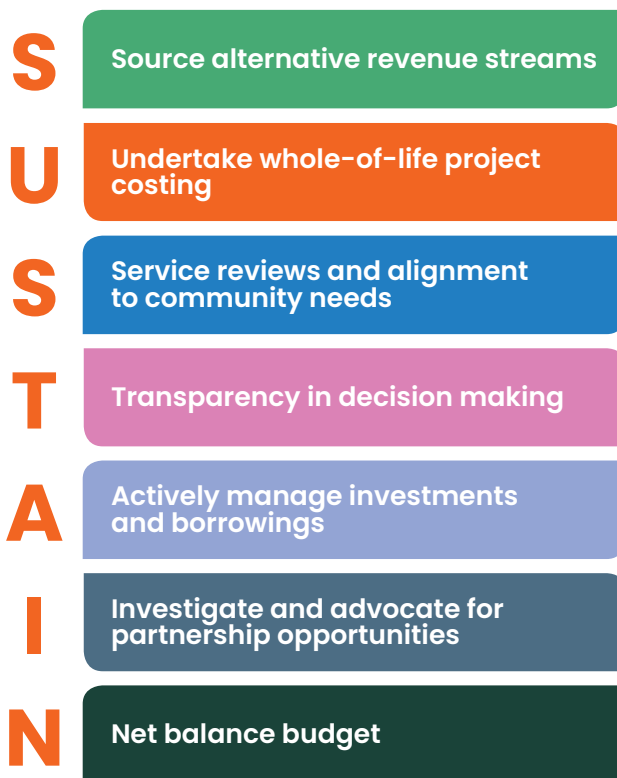 S
Source alternative revenue streams
U
Undertake whole-of-life project
costing
S
Service reviews and alignment
to community needs
T
Transparency in decision making
A
Actively manage investments
and borrowings
I
Investigate and advocate for
partnership opportunities
N
Net balance budget